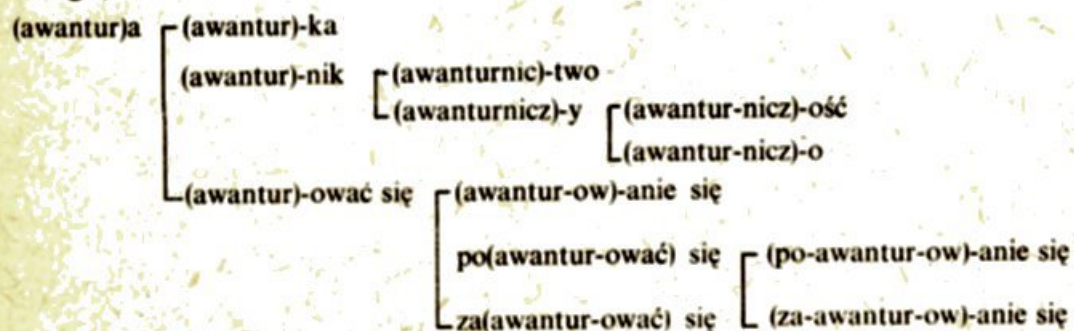 (awantur)a (awantur)-ka
(awantur)-nik (awanturnic)-two
(awanturnicz)-y (awantur-nicz)-ość
(awantur-nicz)-o
(awantur)-ować się (awantur-ow)-anie się
po(awantur-ować) się (po-awantur-ow)-anie się
za(awantur-ować) się (za-awantur-ow)-anie się